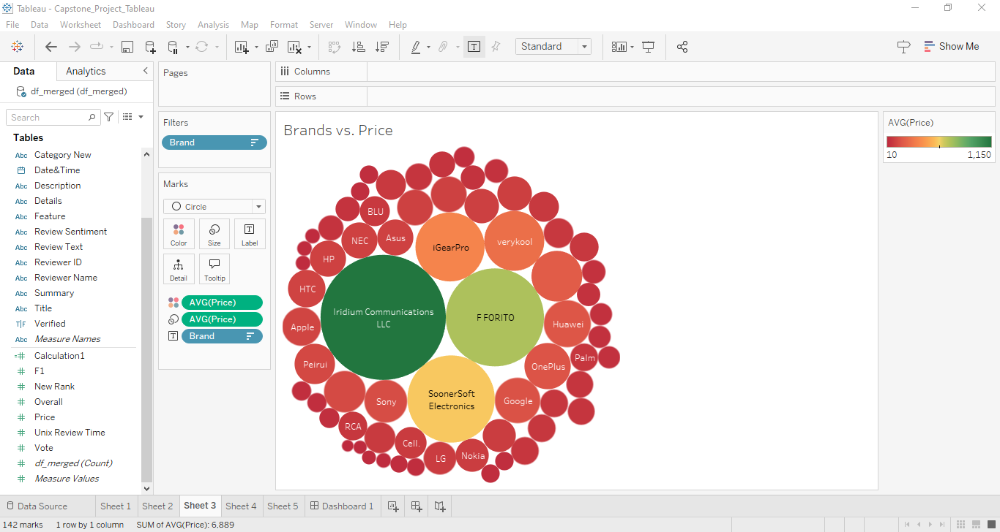 Tableau - Capstone_Project_Tableau
File Data Worksheet Dashboard Story Analysis Map Format Server Window Help
Standard
Show Me
Data Analytics
df_merged (df_merged)
Search
Tables
Abc Category New
Date&Time
Abc Description
Abc Details
Abc Feature
Abc Review Sentiment
Abc Review Text
Abc Reviewer ID
Abc Reviewer Name
Abc Summary
Abc Title
T|F Verified
Abc Measure Names
=# Calculation1
# F1
# New Rank
# Overall
# Price
# Unix Review Time
# Vote
# df_merged (Count)
# Measure Values
Pages
Filters
Brand
Marks
Circle
Color Size Label
Detail Tooltip
AVG(Price)
AVG(Price)
Brand
Columns
Rows
Brands vs. Price
BLU
NEC
Asus
iGearPro
verykool
HP
HTC
Iridium Communications
LLC
F FORITO
Apple
Huawei
Peirui
OnePlus
Palm
Sony
SoonerSoft
Electronics
Google
RCA
Cell.
LG
Nokia
AVG(Price)
10 1,150
Data Source Sheet 1 Sheet 2 Sheet 3 Sheet 4 Sheet 5 Dashboard 1
142 marks 1 row by 1 column SUM of AVG(Price): 6,889